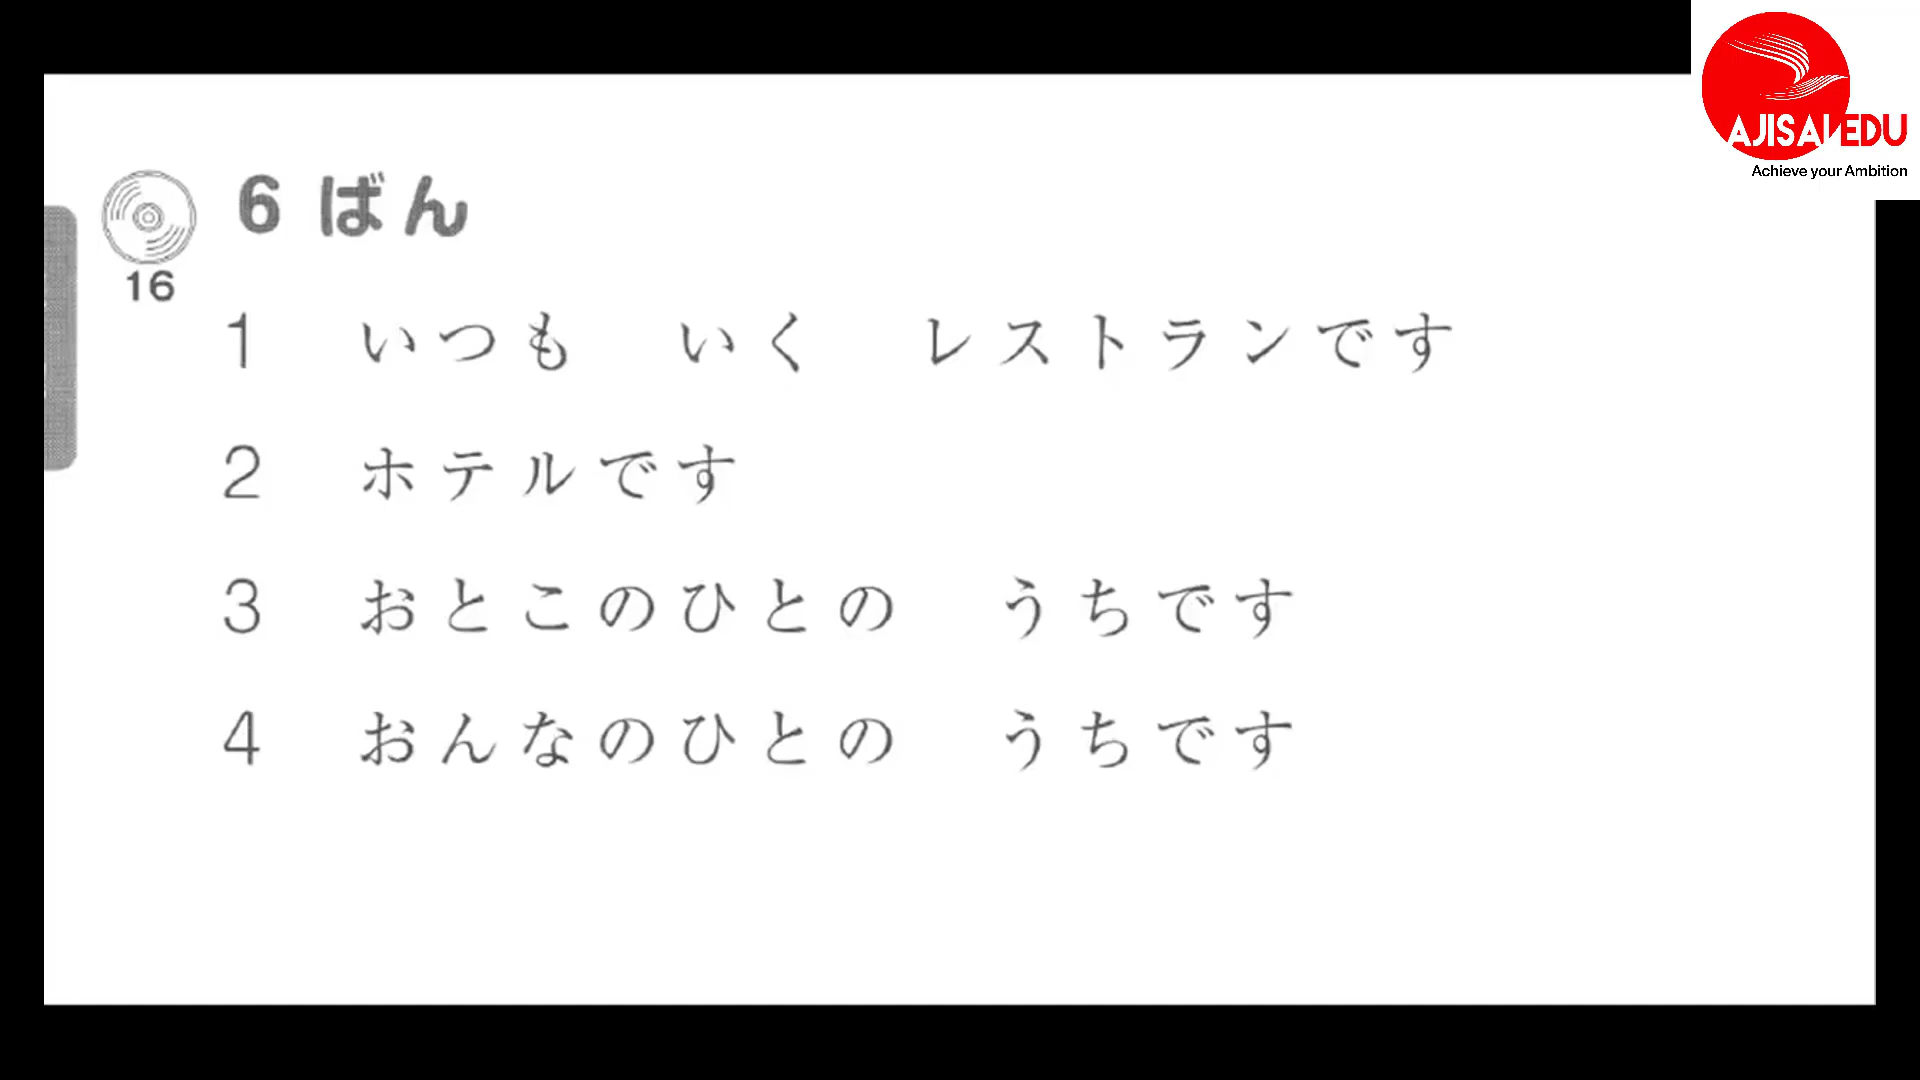 AJISAI EDU
Achieve your Ambition
6 ばん
16
1 いつも いく レストランです
2 ホテルです
3 おとこのひとの うちです
4 おんなのひとの うちです